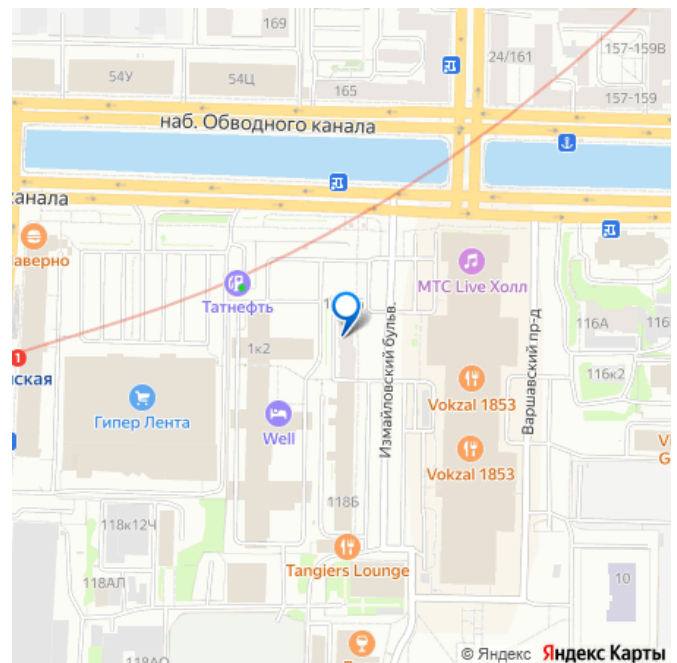 169
157-159В
24/161
54У
54Ц
165
157-159
наб. Обводного канала
канала
аверно
МТС Live Холл
Татнефть
116А
116
1к2
Измайловский бульв.
Варшавский пр-д
1
ская
116к2
Vokzal 1853
Гипер Лента
Well
Vokzal 1853
118Б
118к12Ч
Tangiers Lounge
118АЛ
10
118АО
© Яндекс Яндекс Карты